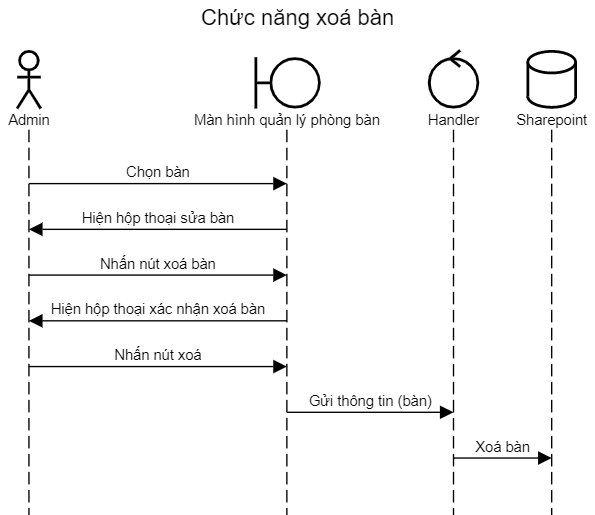 Chức năng xoá bàn
Admin
Màn hình quản lý phòng bàn
Handler
Sharepoint
Chọn bàn
Hiện hộp thoại sửa bàn
Nhấn nút xoá bàn
Hiện hộp thoại xác nhận xoá bàn
Nhấn nút xoá
Gửi thông tin (bàn)
Xoá bàn